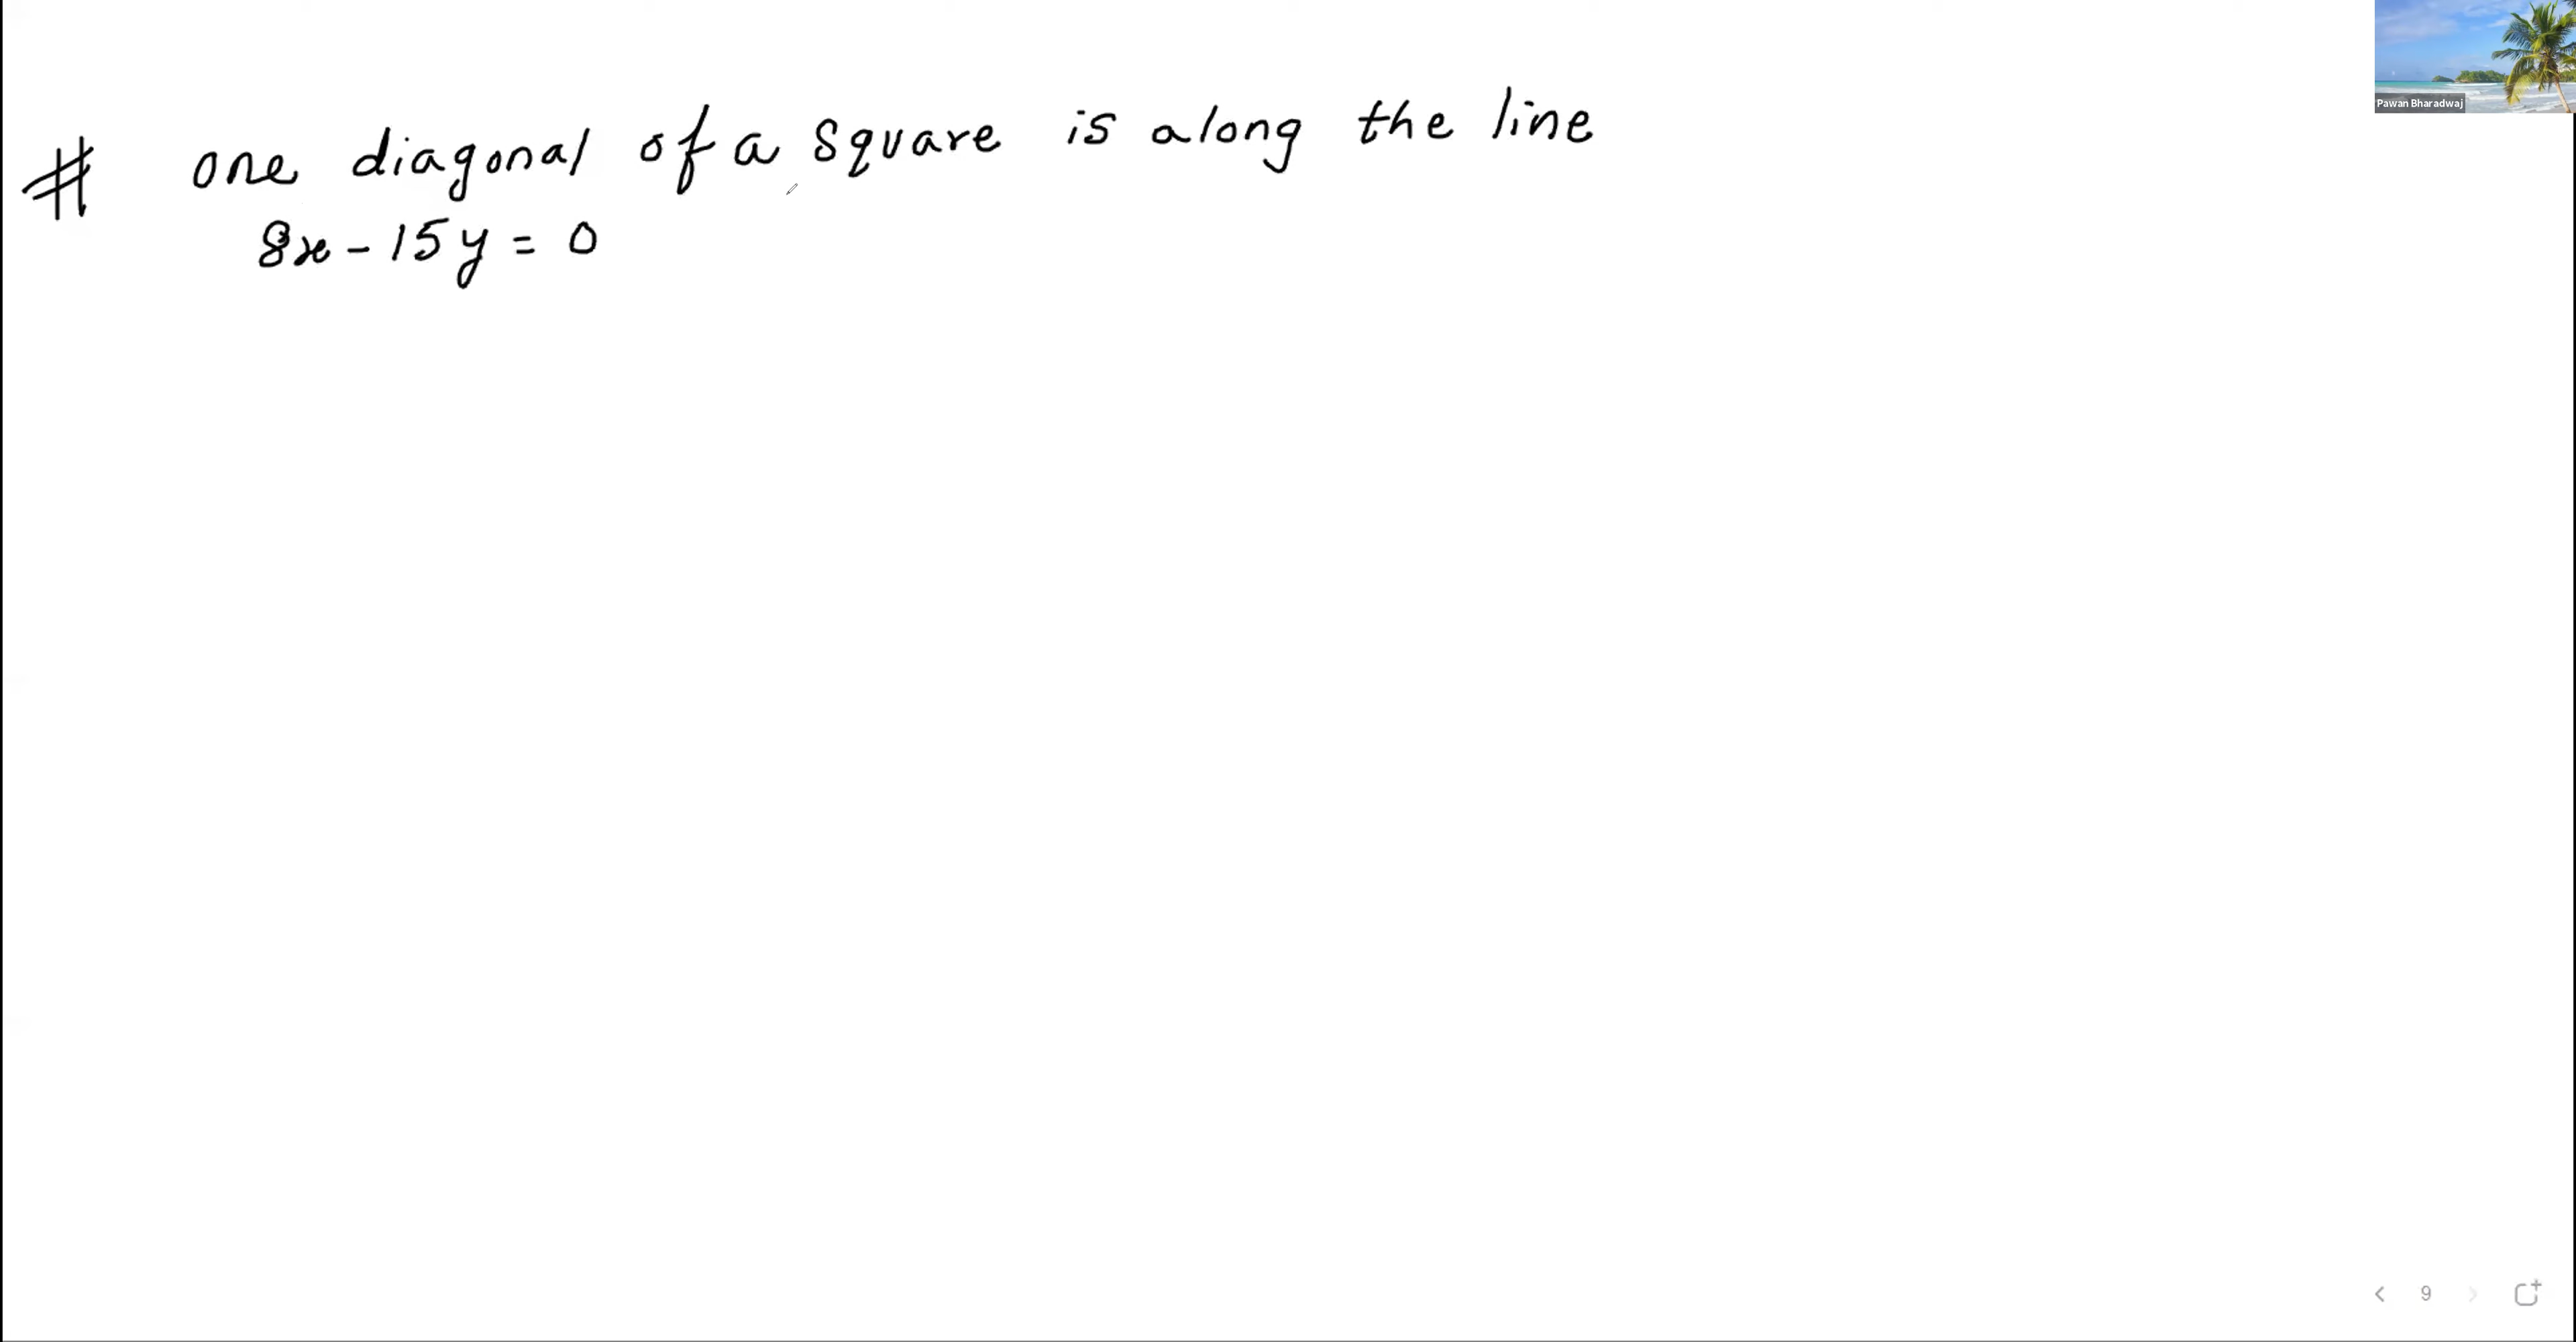 # one diagonal of a square is along the line
8x - 15y = 0
Pawan Bharadwaj
9